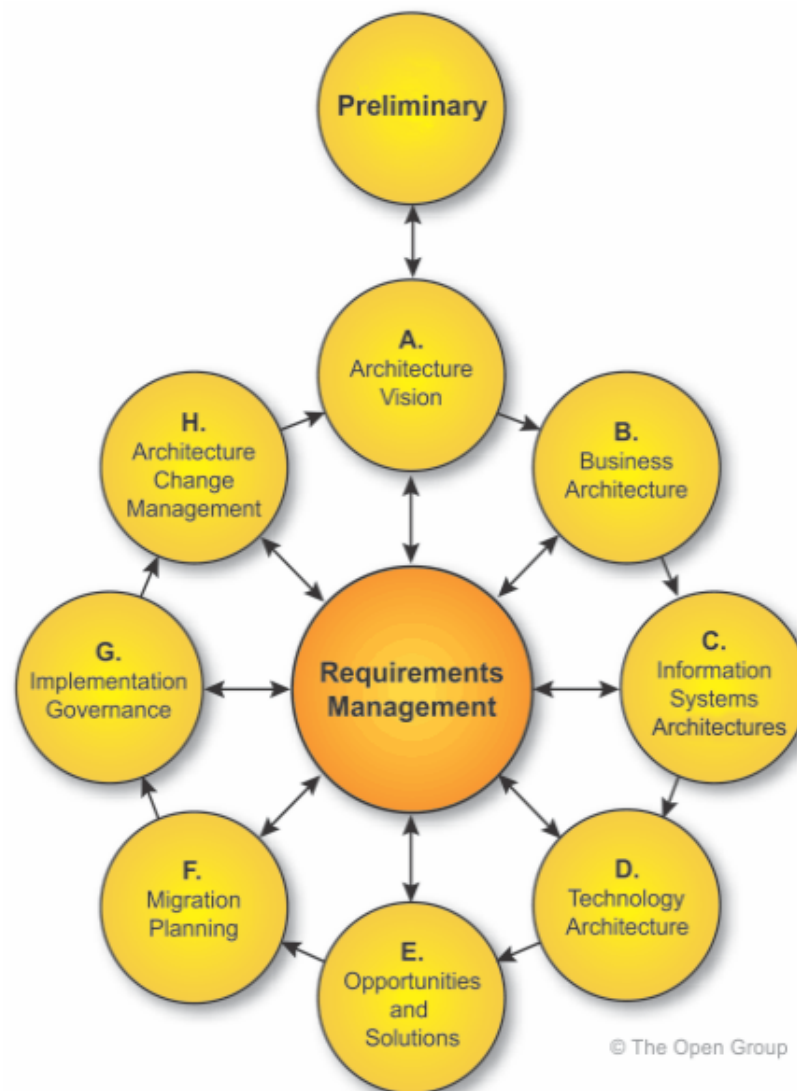 Preliminary
A.
Architecture
Vision
B.
Business
Architecture
C.
Information
Systems
Architectures
D.
Technology
Architecture
E.
Opportunities
and
Solutions
F.
Migration
Planning
G.
Implementation
Governance
H.
Architecture
Change
Management
Requirements
Management
© The Open Group